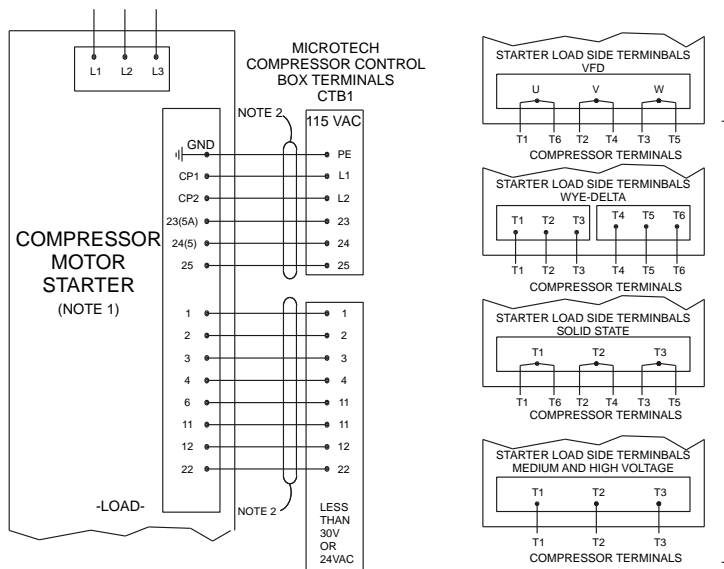 L1 L2 L3
COMPRESSOR
MOTOR
STARTER
(NOTE 1)
-LOAD-
GND
CP1
CP2
23(5A)
24(5)
25
1
2
3
4
6
11
12
22
NOTE 2
NOTE 2
MICROTECH
COMPRESSOR CONTROL
BOX TERMINALS
CTB1
115 VAC
PE
L1
L2
23
24
25
1
2
3
4
11
11
12
22
LESS
THAN
30V
OR
24VAC
STARTER LOAD SIDE TERMINBALS
VFD
U V W
T1 T6 T2 T4 T3 T5
COMPRESSOR TERMINALS
STARTER LOAD SIDE TERMINBALS
WYE-DELTA
T1 T2 T3 T4 T5 T6
T1 T2 T3 T4 T5 T6
COMPRESSOR TERMINALS
STARTER LOAD SIDE TERMINBALS
SOLID STATE
T1 T2 T3
T1 T6 T2 T4 T3 T5
COMPRESSOR TERMINALS
STARTER LOAD SIDE TERMINBALS
MEDIUM AND HIGH VOLTAGE
T1 T2 T3
T1 T2 T3
COMPRESSOR TERMINALS